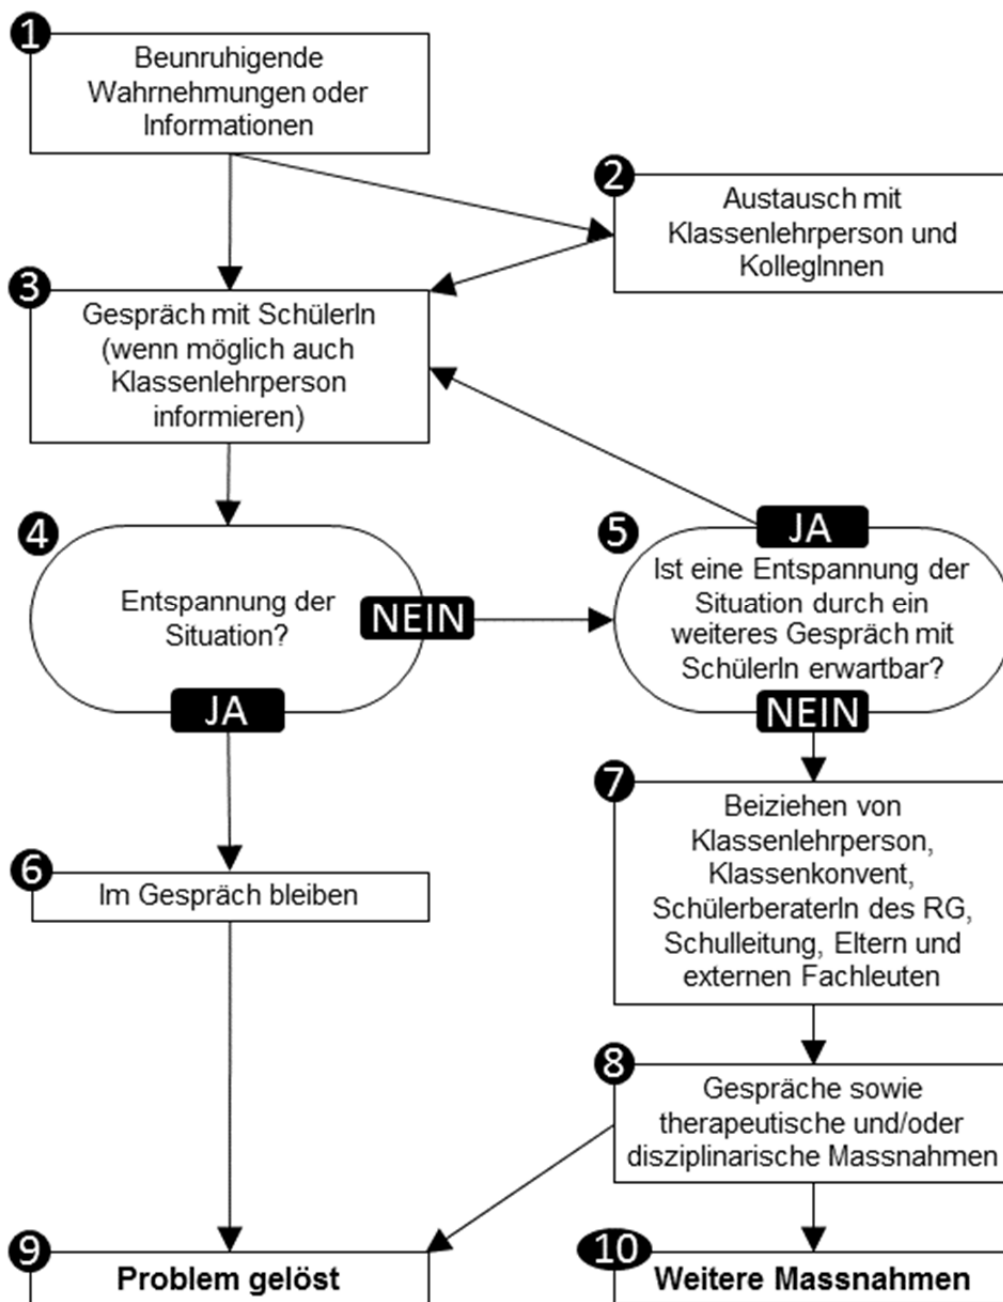 1
Beunruhigende
Wahrnehmungen oder
Informationen
2
Austausch mit
Klassenlehrperson und
KollegInnen
3
Gespräch mit SchülerIn
(wenn möglich auch
Klassenlehrperson
informieren)
4
Entspannung der
Situation?
NEIN
JA
5
JA
Ist eine Entspannung der
Situation durch ein
weiteres Gespräch mit
SchülerIn erwartbar?
NEIN
6
Im Gespräch bleiben
7
Beiziehen von
Klassenlehrperson,
Klassenkonvent,
SchülerberaterIn des RG,
Schulleitung, Eltern und
externen Fachleuten
8
Gespräche sowie
therapeutische und/oder
disziplinarische Massnahmen
9
Problem gelöst
10
Weitere Massnahmen